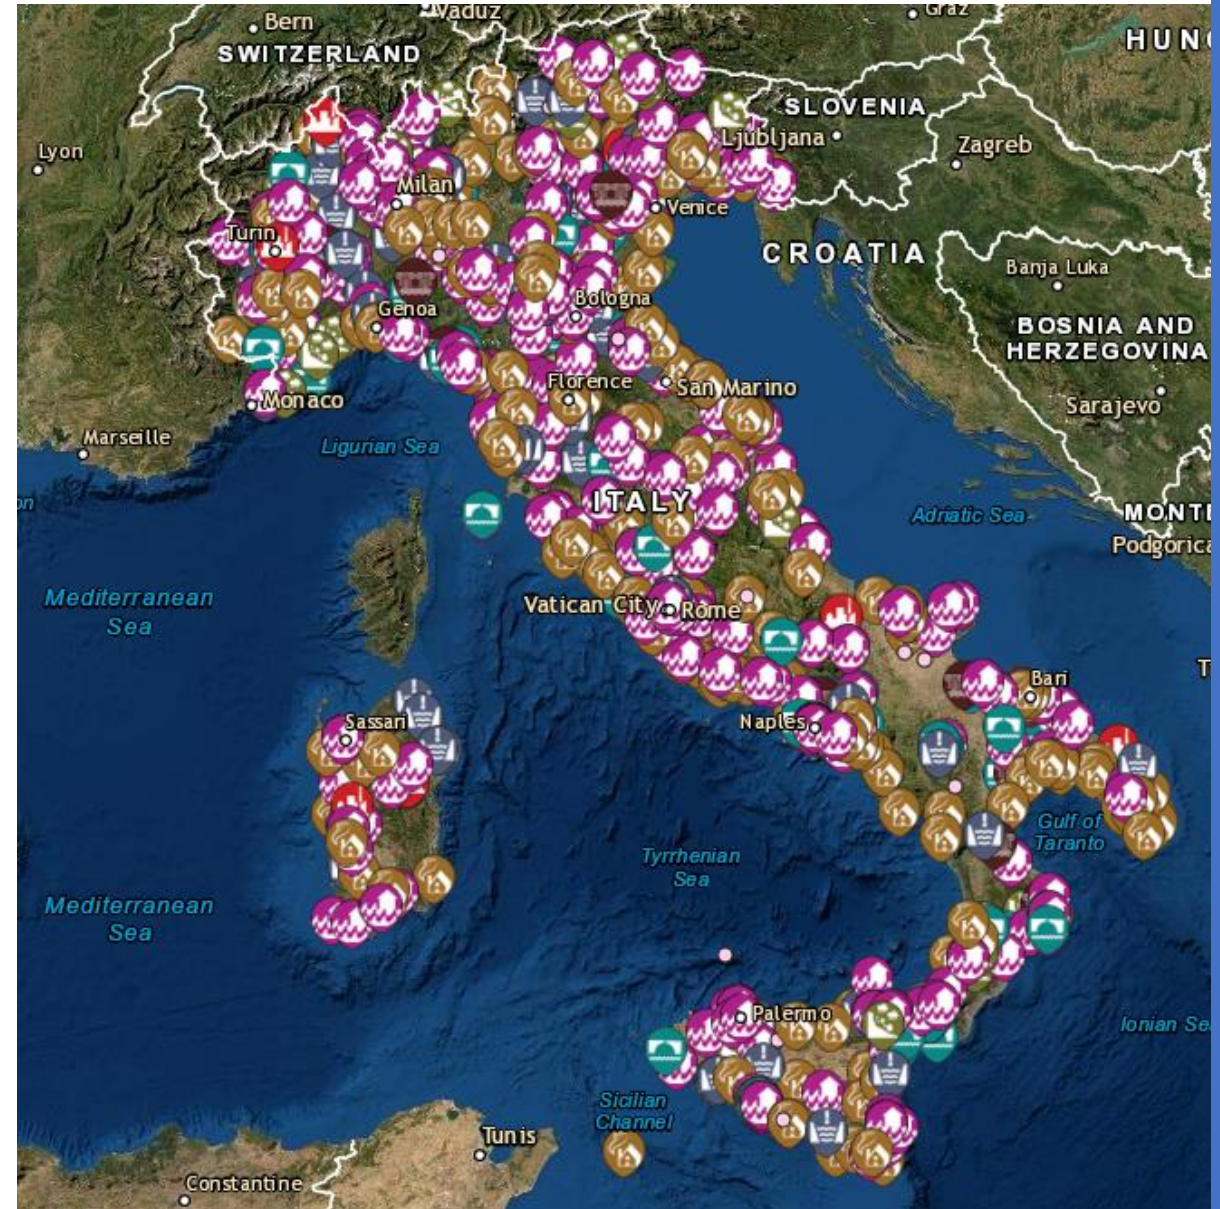 Vaduz
Graz
Bern
SWITZERLAND
HUN
SLOVENIA
Ljubljana
Zagreb
Lyon
Milan
Venice
Turin
CROATIA
Banja Luka
Bologna
Genoa
BOSNIA AND
HERZEGOVINA
Florence
San Marino
Monaco
Sarajevo
Marseille
Ligurian Sea
ITALY
on
Adriatic Sea
MONT
Podgorica
Mediterranean
Sea
Vatican City
Rome
T
Bari
Sassari
Naples
Gulf of
Taranto
Tyrrhenian
Sea
Mediterranean
Sea
Palermo
Ionian Se
Sicilian
Channel
Tunis
Constantine